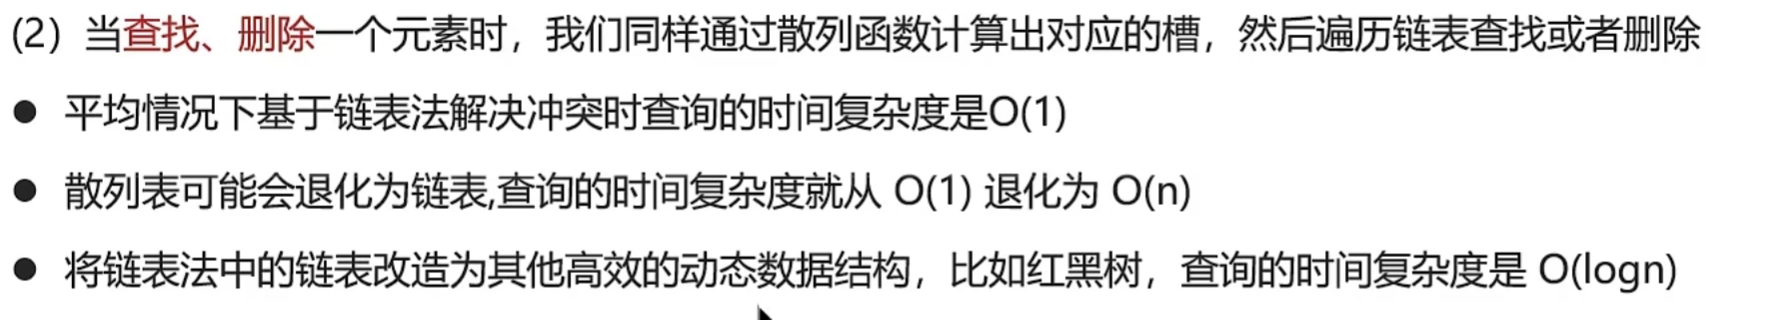 (2）当查找、删除一个元素时，我们同样通过散列函数计算出对应的槽，然后遍历链表查找或者删除
● 平均情况下基于链表法解决冲突时查询的时间复杂度是O(1)
● 散列表可能会退化为链表,查询的时间复杂度就从 O(1) 退化为 O(n)
● 将链表法中的链表改造为其他高效的动态数据结构，比如红黑树，查询的时间复杂度是 O(logn)